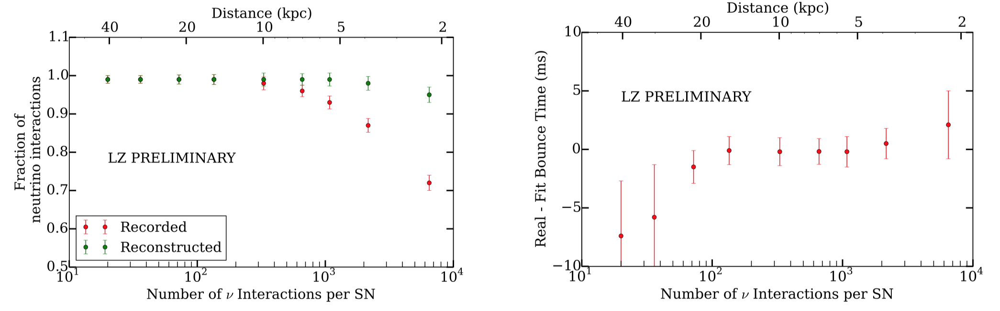 Distance (kpc)
40 20 10 5 2
1.1
1.0
0.9
0.8
0.7
0.6
0.5
Fraction of
neutrino interactions
LZ PRELIMINARY
Recorded
Reconstructed
10¹ 10² 10³ 10⁴
Number of ν Interactions per SN
Distance (kpc)
40 20 10 5 2
10
5
0
−5
−10
Real - Fit Bounce Time (ms)
LZ PRELIMINARY
10¹ 10² 10³ 10⁴
Number of ν Interactions per SN